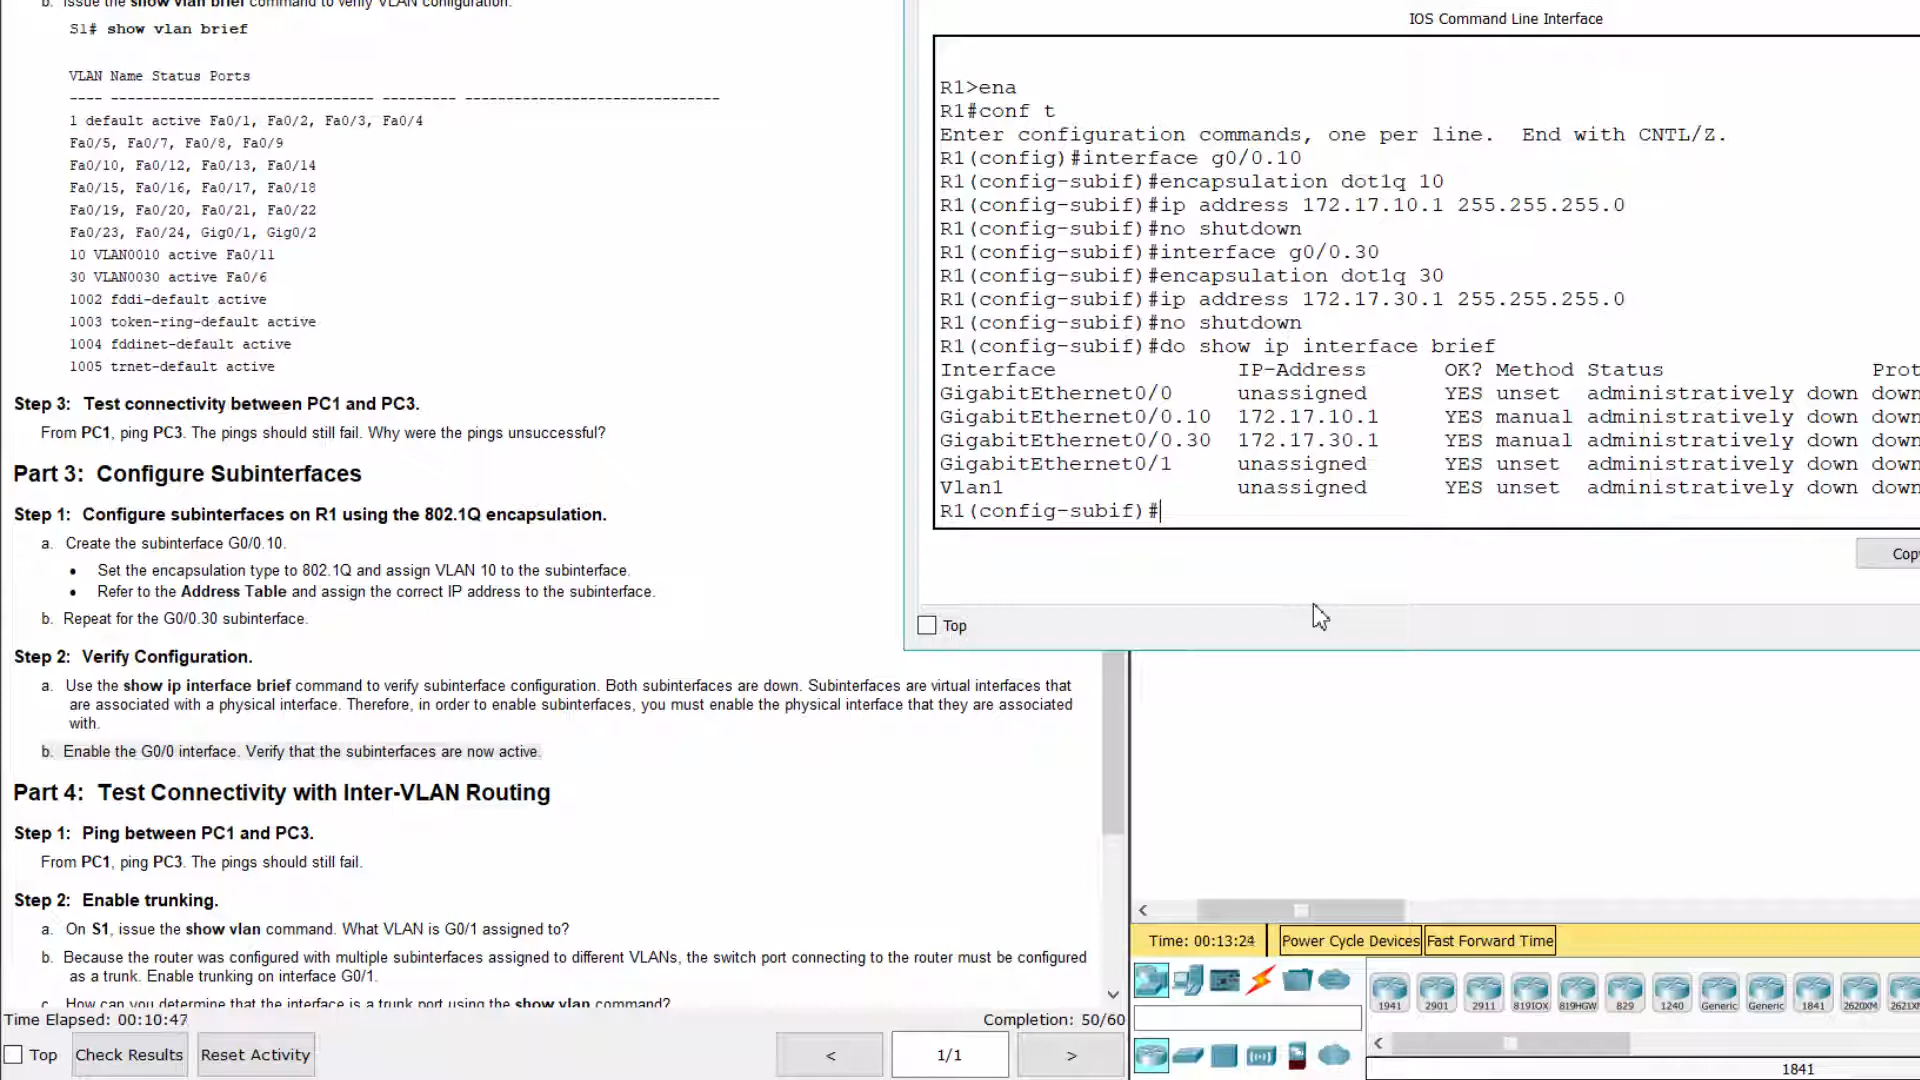 b. Issue the show vlan brief command to verify VLAN configuration.
S1# show vlan brief
VLAN Name Status Ports
---- -------------------------------- --------- -------------------------------
1 default active Fa0/1, Fa0/2, Fa0/3, Fa0/4
Fa0/5, Fa0/7, Fa0/8, Fa0/9
Fa0/10, Fa0/12, Fa0/13, Fa0/14
Fa0/15, Fa0/16, Fa0/17, Fa0/18
Fa0/19, Fa0/20, Fa0/21, Fa0/22
Fa0/23, Fa0/24, Gig0/1, Gig0/2
10 VLAN0010 active Fa0/11
30 VLAN0030 active Fa0/6
1002 fddi-default active
1003 token-ring-default active
1004 fddinet-default active
1005 trnet-default active
Step 3: Test connectivity between PC1 and PC3.
From PC1, ping PC3. The pings should still fail. Why were the pings unsuccessful?
Part 3: Configure Subinterfaces
Step 1: Configure subinterfaces on R1 using the 802.1Q encapsulation.
a. Create the subinterface G0/0.10.
• Set the encapsulation type to 802.1Q and assign VLAN 10 to the subinterface.
• Refer to the Address Table and assign the correct IP address to the subinterface.
b. Repeat for the G0/0.30 subinterface.
Step 2: Verify Configuration.
a. Use the show ip interface brief command to verify subinterface configuration. Both subinterfaces are down. Subinterfaces are virtual interfaces that
are associated with a physical interface. Therefore, in order to enable subinterfaces, you must enable the physical interface that they are associated
with.
b. Enable the G0/0 interface. Verify that the subinterfaces are now active.
Part 4: Test Connectivity with Inter-VLAN Routing
Step 1: Ping between PC1 and PC3.
From PC1, ping PC3. The pings should still fail.
Step 2: Enable trunking.
a. On S1, issue the show vlan command. What VLAN is G0/1 assigned to?
b. Because the router was configured with multiple subinterfaces assigned to different VLANs, the switch port connecting to the router must be configured
as a trunk. Enable trunking on interface G0/1.
c. How can you determine that the interface is a trunk port using the show vlan command?
Time Elapsed: 00:10:47
Completion: 50/60
Top
Check Results
Reset Activity
<
1/1
>
IOS Command Line Interface
R1>ena
R1#conf t
Enter configuration commands, one per line.  End with CNTL/Z.
R1(config)#interface g0/0.10
R1(config-subif)#encapsulation dot1q 10
R1(config-subif)#ip address 172.17.10.1 255.255.255.0
R1(config-subif)#no shutdown
R1(config-subif)#interface g0/0.30
R1(config-subif)#encapsulation dot1q 30
R1(config-subif)#ip address 172.17.30.1 255.255.255.0
R1(config-subif)#no shutdown
R1(config-subif)#do show ip interface brief
Interface IP-Address OK? Method Status Prot
GigabitEthernet0/0 unassigned YES unset administratively down down
GigabitEthernet0/0.10 172.17.10.1 YES manual administratively down down
GigabitEthernet0/0.30 172.17.30.1 YES manual administratively down down
GigabitEthernet0/1 unassigned YES unset administratively down down
Vlan1 unassigned YES unset administratively down down
R1(config-subif)#
Cop
Top
Time: 00:13:24
Power Cycle Devices
Fast Forward Time
1941
2901
2911
819IOX
819HGW
829
1240
Generic
Generic
1841
2620XM
2621X
1841